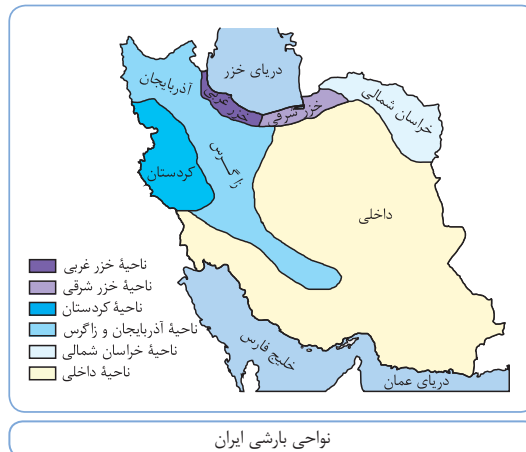 دریای خزر
آذربایجان
خزر غربی
خزر شرقی
خراسان شمالی
زاگرس
کردستان
داخلی
خلیج فارس
دریای عمان
ناحیهٔ خزر غربی
ناحیهٔ خزر شرقی
ناحیهٔ کردستان
ناحیهٔ آذربایجان و زاگرس
ناحیهٔ خراسان شمالی
ناحیهٔ داخلی
نواحی بارشی ایران